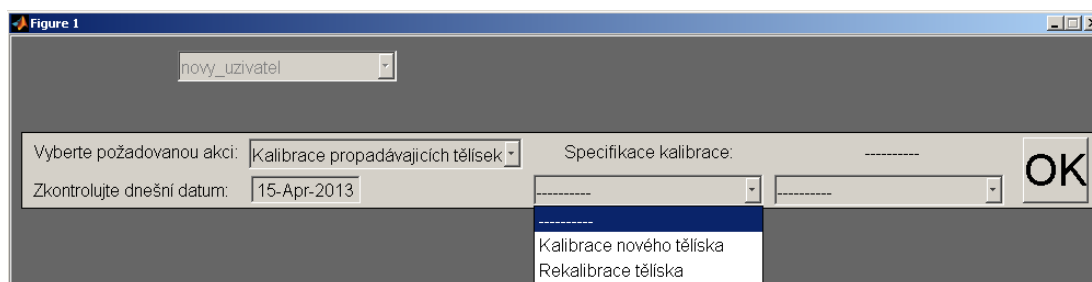 Figure 1
novy_uzivatel
Vyberte požadovanou akci: Kalibrace propadávajicích tělísek Specifikace kalibrace: ----------
OK
Zkontrolujte dnešní datum: 15-Apr-2013 ---------- ----------
----------
Kalibrace nového tělíska
Rekalibrace tělíska